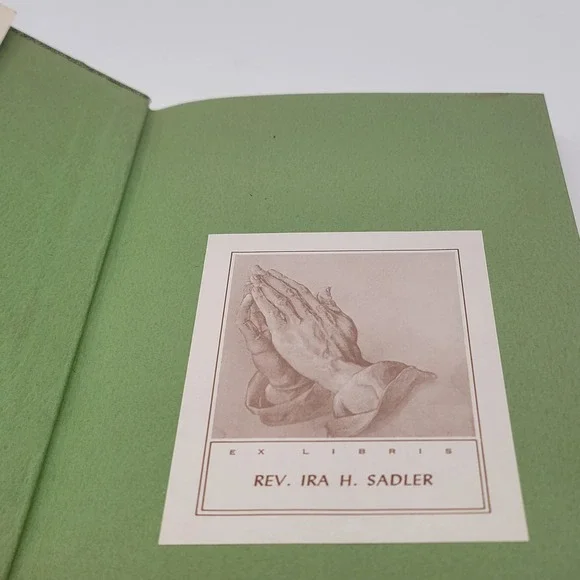 EX LIBRIS
REV. IRA H. SADLER